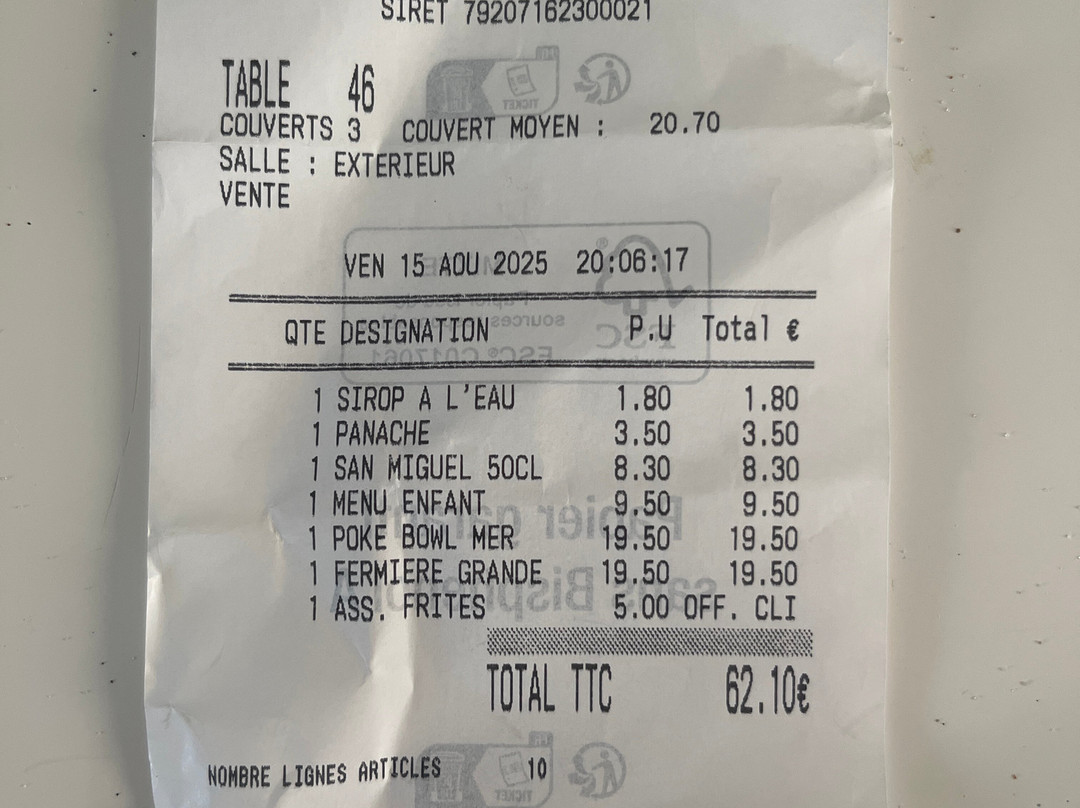 SIRET 79207162300021
TABLE 46
COUVERTS 3 COUVERT MOYEN : 20.70
SALLE : EXTERIEUR
VENTE
VEN 15 AOU 2025 20:06:17
QTE DESIGNATION P.U Total €
1 SIROP A L'EAU 1.80 1.80
1 PANACHE 3.50 3.50
1 SAN MIGUEL 50CL 8.30 8.30
1 MENU ENFANT 9.50 9.50
1 POKE BOWL MER 19.50 19.50
1 FERMIERE GRANDE 19.50 19.50
1 ASS. FRITES 5.00 OFF. CLI
TOTAL TTC 62.10€
NOMBRE LIGNES ARTICLES 10